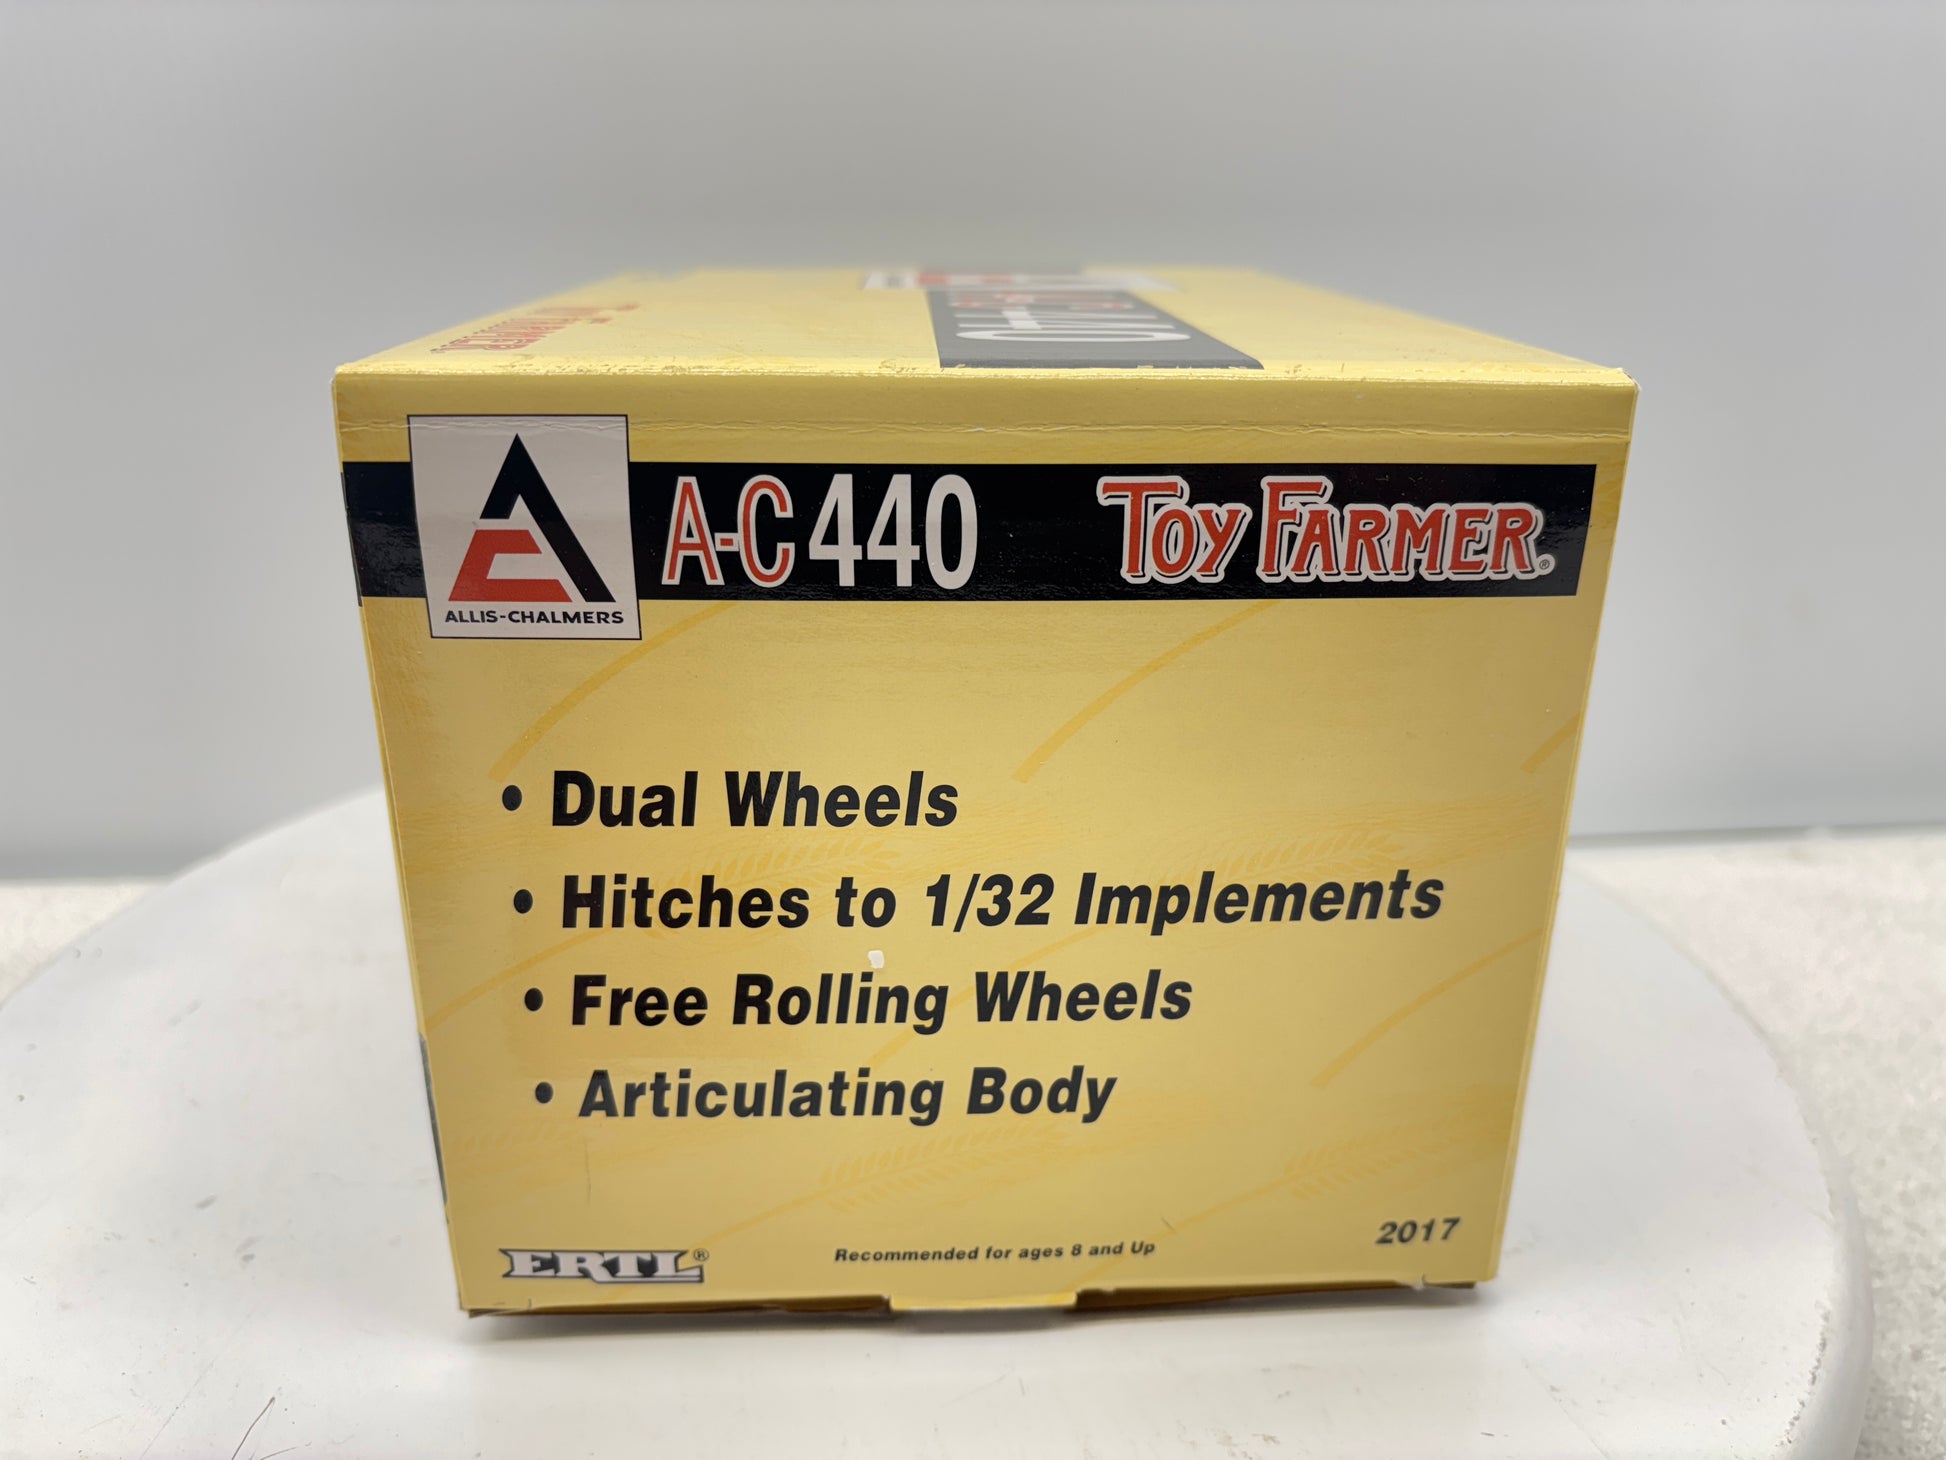 ALLIS-CHALMERS
A-C 440
TOY FARMER®
• Dual Wheels
• Hitches to 1/32 Implements
• Free Rolling Wheels
• Articulating Body
ERTL®
Recommended for ages 8 and Up
2017